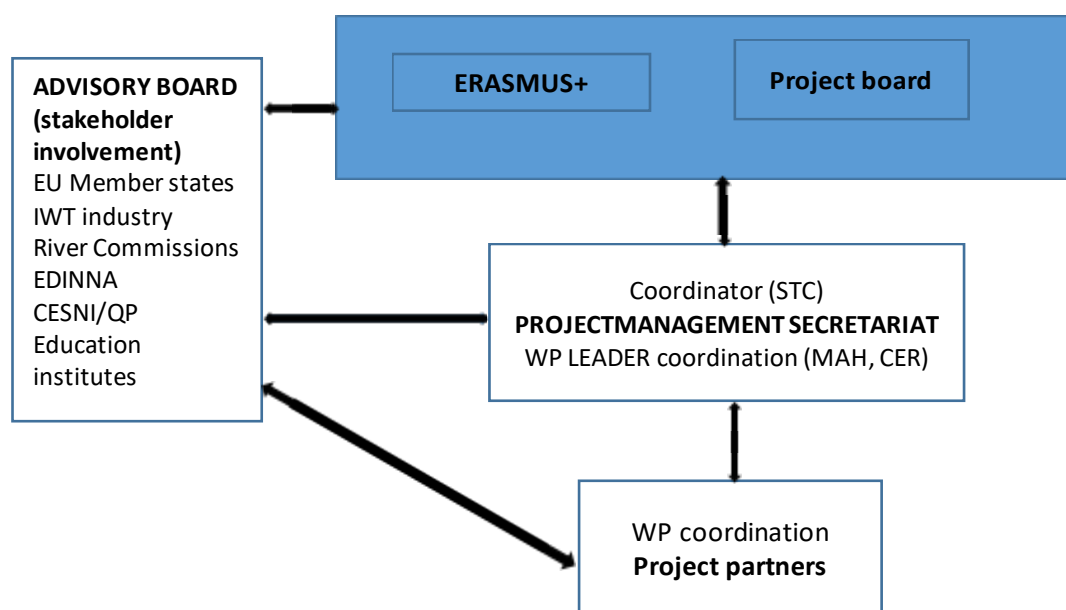 ADVISORY BOARD
(stakeholder
involvement)
EU Member states
IWT industry
River Commissions
EDINNA
CESNI/QP
Education
institutes
ERASMUS+
Project board
Coordinator (STC)
PROJECTMANAGEMENT SECRETARIAT
WP LEADER coordination (MAH, CER)
WP coordination
Project partners